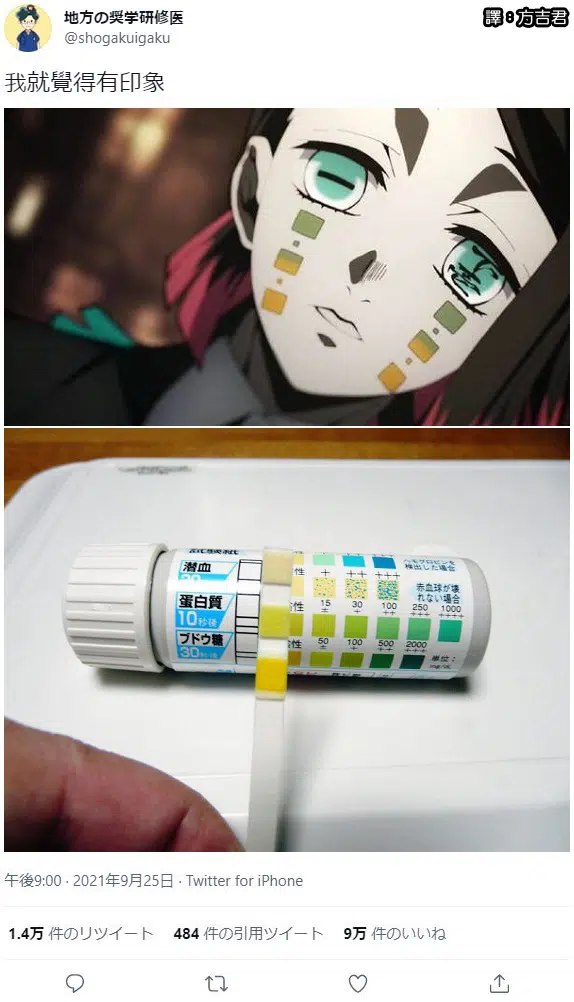 地方の奨学研修医
@shogakuigaku
譯:方吉君
我就覺得有印象
試験紙
潜血
蛋白質
10秒後
ブドウ糖
30秒後
性
+
++
+++
ヘモグロビンを
検出した場合
性
+
++
+++
赤血球が壊
れない場合
15
30
100
250
1000
+
++
+++
++++
50
100
500
2000
+
++
+++
単位:
mg/dL
午後9:00 · 2021年9月25日 · Twitter for iPhone
1.4万 件のリツイート 484 件の引用ツイート 9万 件のいいね